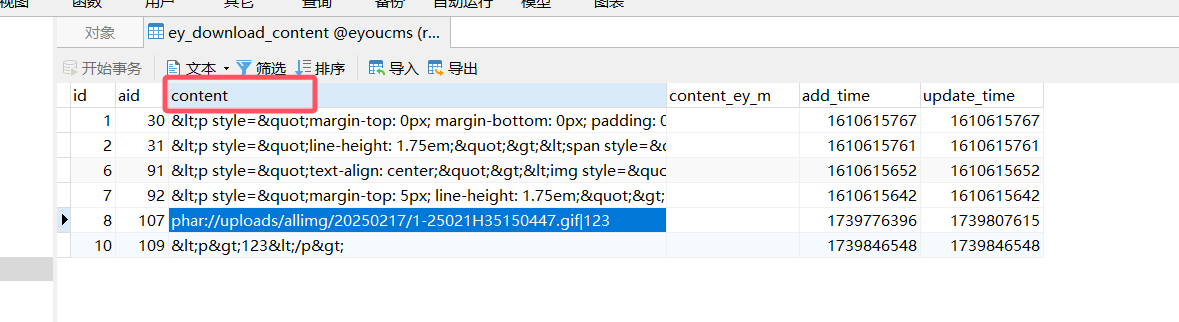 视图 函数 用户 其它 查询 备份 自动运行 模型 图表
对象 ey_download_content @eyoucms (r...
开始事务 文本 筛选 排序 导入 导出
id aid content content_ey_m add_time update_time
1 30 &lt;p style=&quot;margin-top: 0px; margin-bottom: 0px; padding: 0 1610615767 1610615767
2 31 &lt;p style=&quot;line-height: 1.75em;&quot;&gt;&lt;span style=&q 1610615761 1610615761
6 91 &lt;p style=&quot;text-align: center;&quot;&gt;&lt;img style=&quo 1610615652 1610615652
7 92 &lt;p style=&quot;margin-top: 5px; line-height: 1.75em;&quot;&gt; 1610615642 1610615642
8 107 phar://uploads/allimg/20250217/1-25021H35150447.gif|123 1739776396 1739807615
10 109 &lt;p&gt;123&lt;/p&gt; 1739846548 1739846548